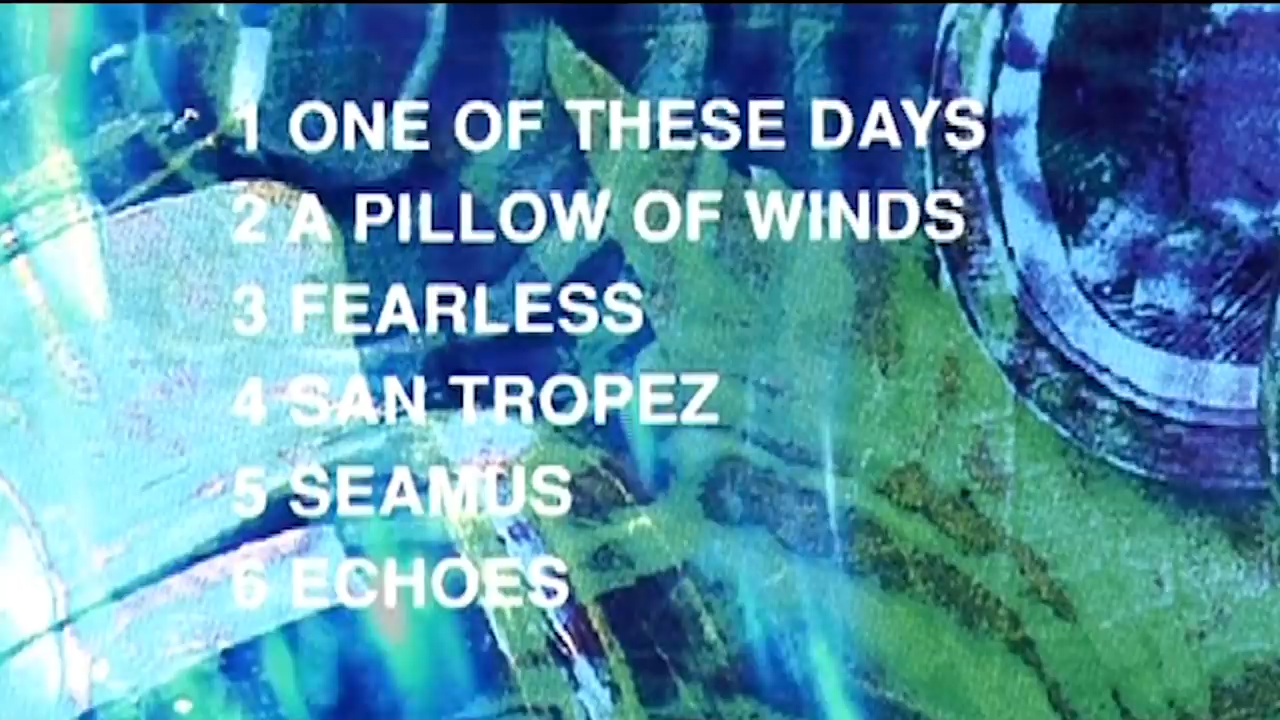 1 ONE OF THESE DAYS
2 A PILLOW OF WINDS
3 FEARLESS
4 SAN TROPEZ
5 SEAMUS
6 ECHOES